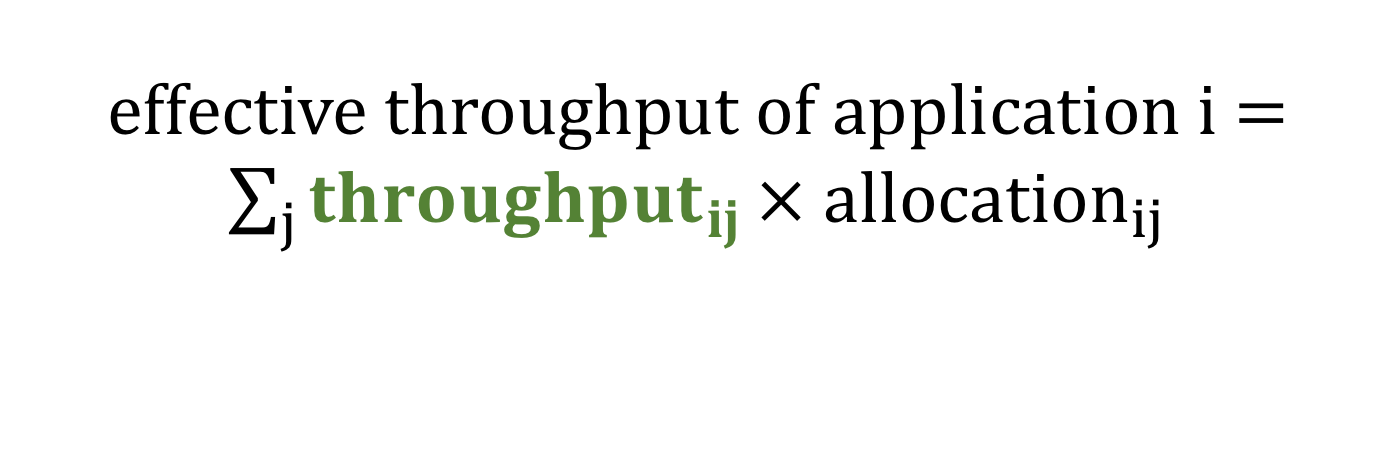 effective throughput of application i =
∑j throughputij × allocationij